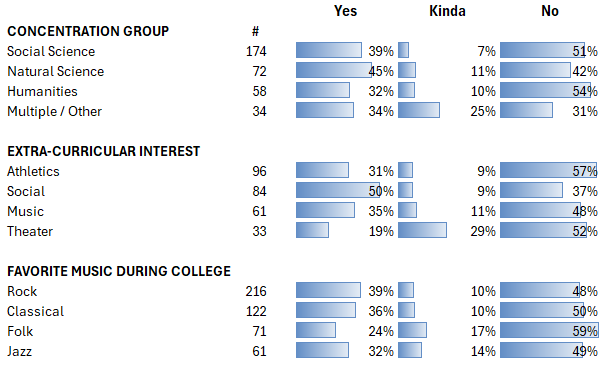 Yes Kinda No
CONCENTRATION GROUP #
Social Science 174 39% 7% 51%
Natural Science 72 45% 11% 42%
Humanities 58 32% 10% 54%
Multiple / Other 34 34% 25% 31%
EXTRA-CURRICULAR INTEREST
Athletics 96 31% 9% 57%
Social 84 50% 9% 37%
Music 61 35% 11% 48%
Theater 33 19% 29% 52%
FAVORITE MUSIC DURING COLLEGE
Rock 216 39% 10% 48%
Classical 122 36% 10% 50%
Folk 71 24% 17% 59%
Jazz 61 32% 14% 49%